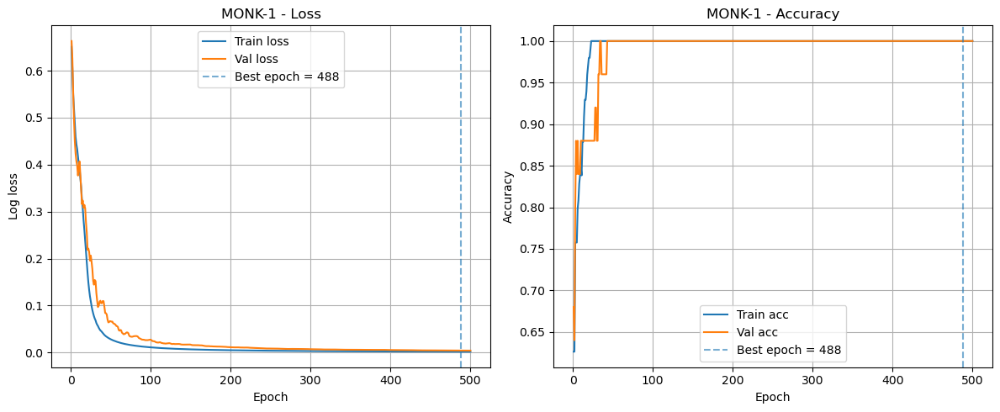 MONK-1 - Loss
Train loss
Val loss
Best epoch = 488
Log loss
0.6
0.5
0.4
0.3
0.2
0.1
0.0
0 100 200 300 400 500
Epoch
MONK-1 - Accuracy
Accuracy
1.00
0.95
0.90
0.85
0.80
0.75
0.70
0.65
Train acc
Val acc
Best epoch = 488
0 100 200 300 400 500
Epoch